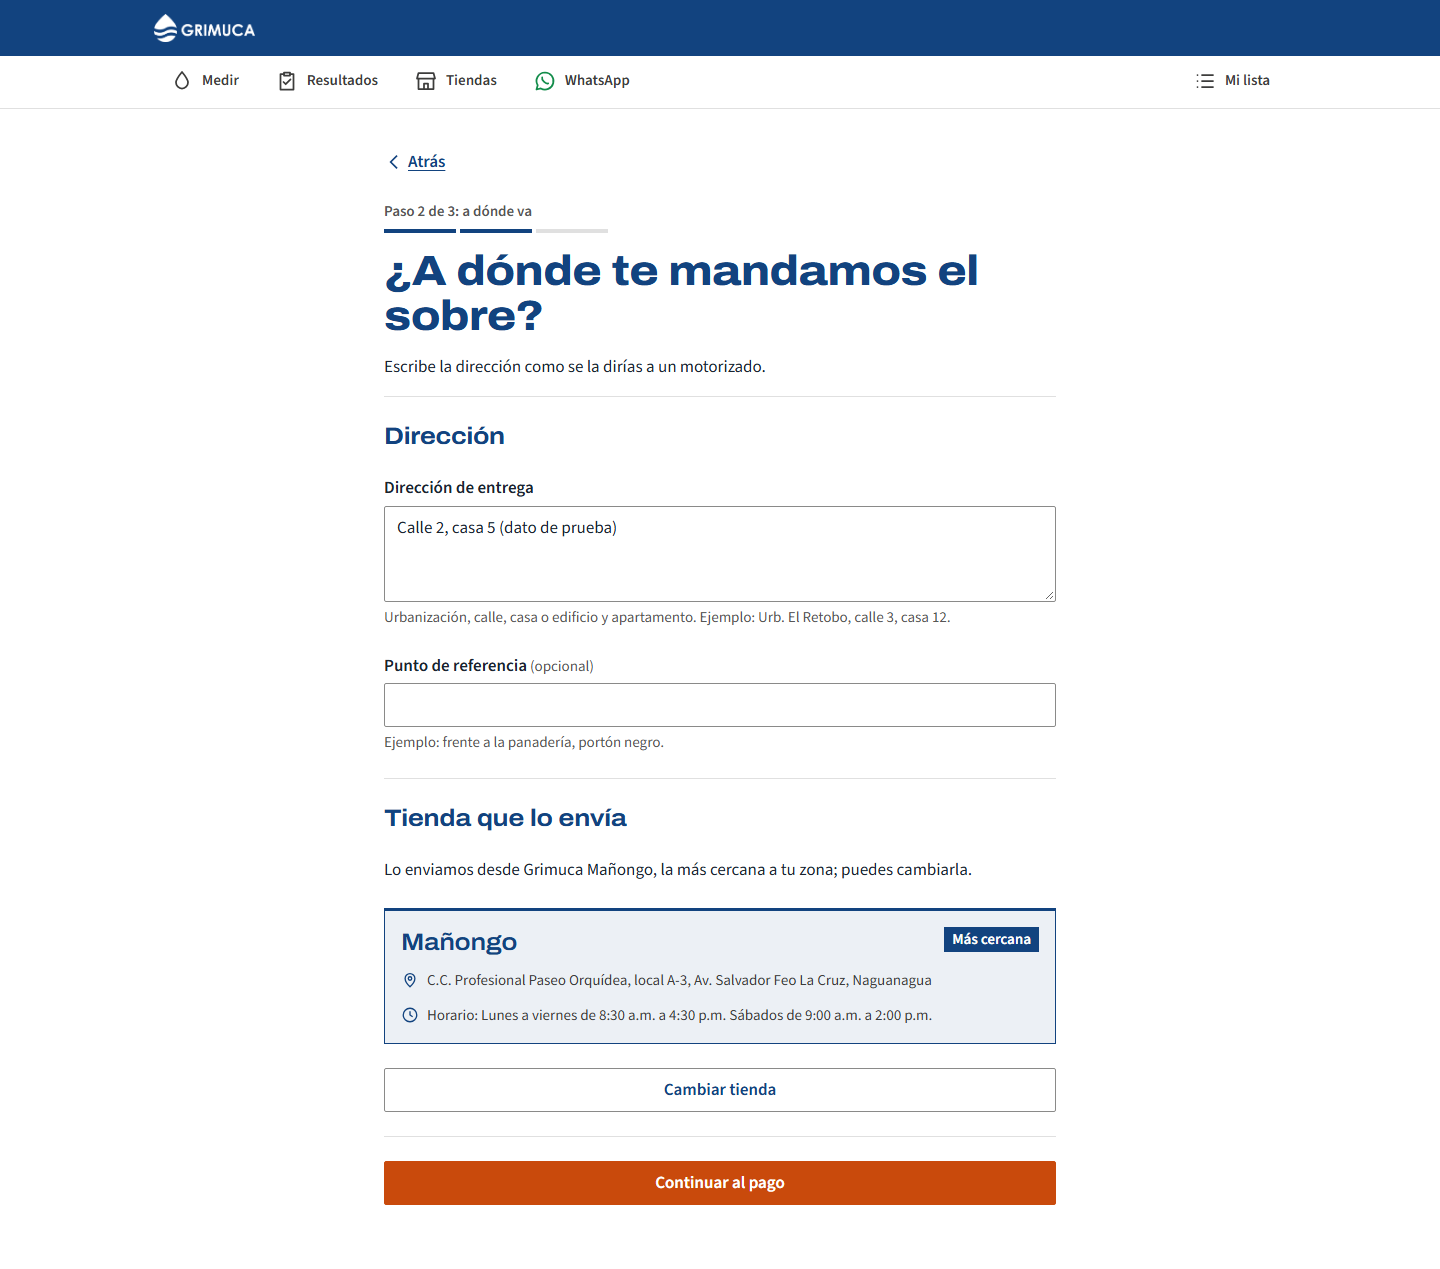 GRIMUCA
Medir
Resultados
Tiendas
WhatsApp
Mi lista
Atrás
Paso 2 de 3: a dónde va
¿A dónde te mandamos el
sobre?
Escribe la dirección como se la dirías a un motorizado.
Dirección
Dirección de entrega
Calle 2, casa 5 (dato de prueba)
Urbanización, calle, casa o edificio y apartamento. Ejemplo: Urb. El Retobo, calle 3, casa 12.
Punto de referencia (opcional)
Ejemplo: frente a la panadería, portón negro.
Tienda que lo envía
Lo enviamos desde Grimuca Mañongo, la más cercana a tu zona; puedes cambiarla.
Mañongo
Más cercana
C.C. Profesional Paseo Orquídea, local A-3, Av. Salvador Feo La Cruz, Naguanagua
Horario: Lunes a viernes de 8:30 a.m. a 4:30 p.m. Sábados de 9:00 a.m. a 2:00 p.m.
Cambiar tienda
Continuar al pago